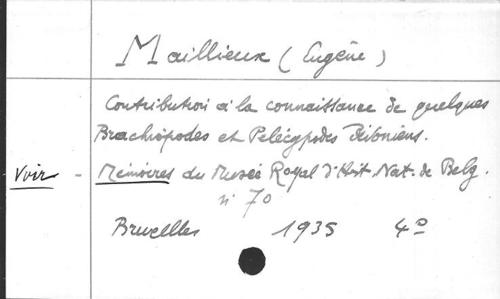 Maillieux (Eugène)
Contribution à la connaissance de quelques
Brachiopodes et Pélécypodes Dévoniens.
Voir - Mémoires du Musée Royal d'Hist. Nat. de Belg.
n° 70
Bruxelles 1935 4°